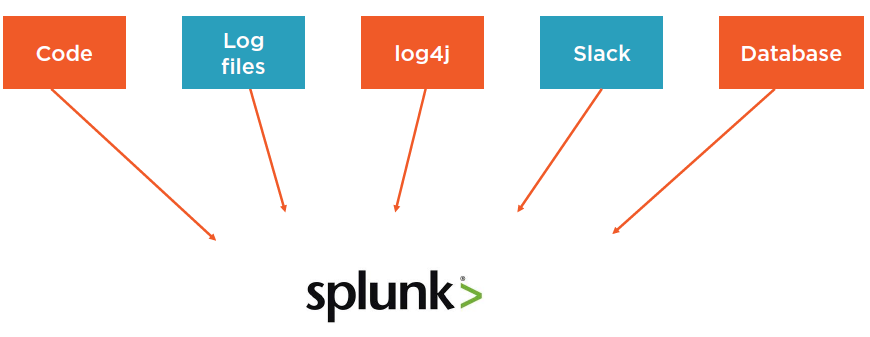 Code
Log
files
log4j
Slack
Database
splunk>®